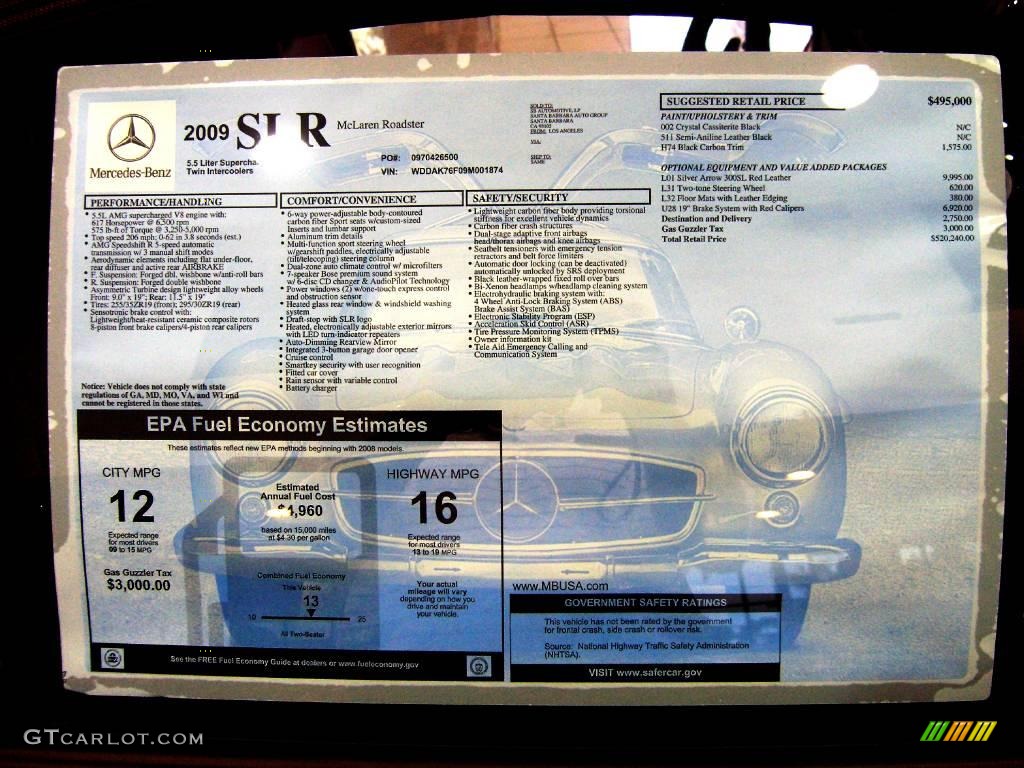 Mercedes-Benz
2009 SLR McLaren Roadster
5.5 Liter Supercha.
Twin Intercoolers
PO#: 0970426500
VIN: WDDAK76F09M001874
SOLD TO:
SANTA BARBARA AUTO GROUP
SANTA BARBARA
FROM: LOS ANGELES
VIA:
SHIP TO:
SAME
SUGGESTED RETAIL PRICE $495,000
PAINT/UPHOLSTERY & TRIM
002 Crystal Cassiterite Black N/C
511 Semi-Aniline Leather Black N/C
H74 Black Carbon Trim 1,575.00
OPTIONAL EQUIPMENT AND VALUE ADDED PACKAGES
L01 Silver Arrow 300SL Red Leather 9,995.00
L31 Two-tone Steering Wheel 620.00
L32 Floor Mats with Leather Edging 380.00
U28 19" Brake System with Red Calipers 6,920.00
Destination and Delivery 2,750.00
Gas Guzzler Tax 3,000.00
Total Retail Price $520,240.00
PERFORMANCE/HANDLING
• 5.5L AMG supercharged V8 engine with:
617 Horsepower @ 6,500 rpm
575 lb-ft of Torque @ 3,250-5,000 rpm
• Top speed 206 mph; 0-62 in 3.8 seconds (est.)
• AMG Speedshift R 5-speed automatic
transmission w/ 3 manual shift modes
• Aerodynamic elements including flat under-floor,
rear diffuser and active rear AIRBRAKE
• F. Suspension: Forged dbl. wishbone w/anti-roll bars
• R. Suspension: Forged double wishbone
• Asymmetric Turbine design lightweight alloy wheels
Front: 9.0" x 19"; Rear: 11.5" x 19"
• Tires: 255/35ZR19 (front); 295/30ZR19 (rear)
• Sensotronic brake control with:
Lightweight/heat-resistant ceramic composite rotors
8-piston front brake calipers/4-piston rear calipers
COMFORT/CONVENIENCE
• 6-way power-adjustable body-contoured
carbon fiber Sport seats w/custom-sized
Inserts and lumbar support
• Aluminum trim details
• Multi-function sport steering wheel
w/gearshift paddles, electrically adjustable
(tilt/telecoping) steering column
• Dual-zone auto climate control w/ microfilters
• 7-speaker Bose premium sound system
w/ 6-disc CD changer & AudioPilot Technology
• Power windows (2) w/one-touch express control
and obstruction sensor
• Heated glass rear window & windshield washing
system
• Draft-stop with SLR logo
• Heated, electronically adjustable exterior mirrors
with LED turn-indicator repeaters
• Auto-Dimming Rearview Mirror
• Integrated 3-button garage door opener
• Cruise control
• Smartkey security with user recognition
• Fitted car cover
• Rain sensor with variable control
• Battery charger
SAFETY/SECURITY
• Lightweight carbon fiber body providing torsional
stiffness for excellent vehicle dynamics
• Carbon fiber crash structures
• Dual-stage adaptive front airbags
head/thorax airbags and knee airbags
• Seatbelt tensioners with emergency tension
retractors and belt force limiters
• Automatic door locking (can be deactivated)
automatically unlocked by SRS deployment
• Black leather-wrapped fixed roll over bars
• Bi-Xenon headlamps w/headlamp cleaning system
• Electrohydraulic braking system with:
4 Wheel Anti-Lock Braking System (ABS)
Brake Assist System (BAS)
• Electronic Stability Program (ESP)
• Acceleration Skid Control (ASR)
• Tire Pressure Monitoring System (TPMS)
• Owner information kit
• Tele Aid Emergency Calling and
Communication System
Notice: Vehicle does not comply with state
regulations of GA, MD, MO, VA, and WI and
cannot be registered in those states.
EPA Fuel Economy Estimates
These estimates reflect new EPA methods beginning with 2008 models.
CITY MPG
12
Expected range
for most drivers
09 to 15 MPG
Gas Guzzler Tax
$3,000.00
Estimated
Annual Fuel Cost
$4,960
based on 15,000 miles
at $4.30 per gallon
Combined Fuel Economy
This Vehicle
13
10 25
All Two-Seater
HIGHWAY MPG
16
Expected range
for most drivers
13 to 19 MPG
Your actual
mileage will vary
depending on how you
drive and maintain
your vehicle.
See the FREE Fuel Economy Guide at dealers or www.fueleconomy.gov
www.MBUSA.com
GOVERNMENT SAFETY RATINGS
This vehicle has not been rated by the government
for frontal crash, side crash or rollover risk.
Source: National Highway Traffic Safety Administration
(NHTSA).
VISIT www.safercar.gov
GTCARLOT.COM